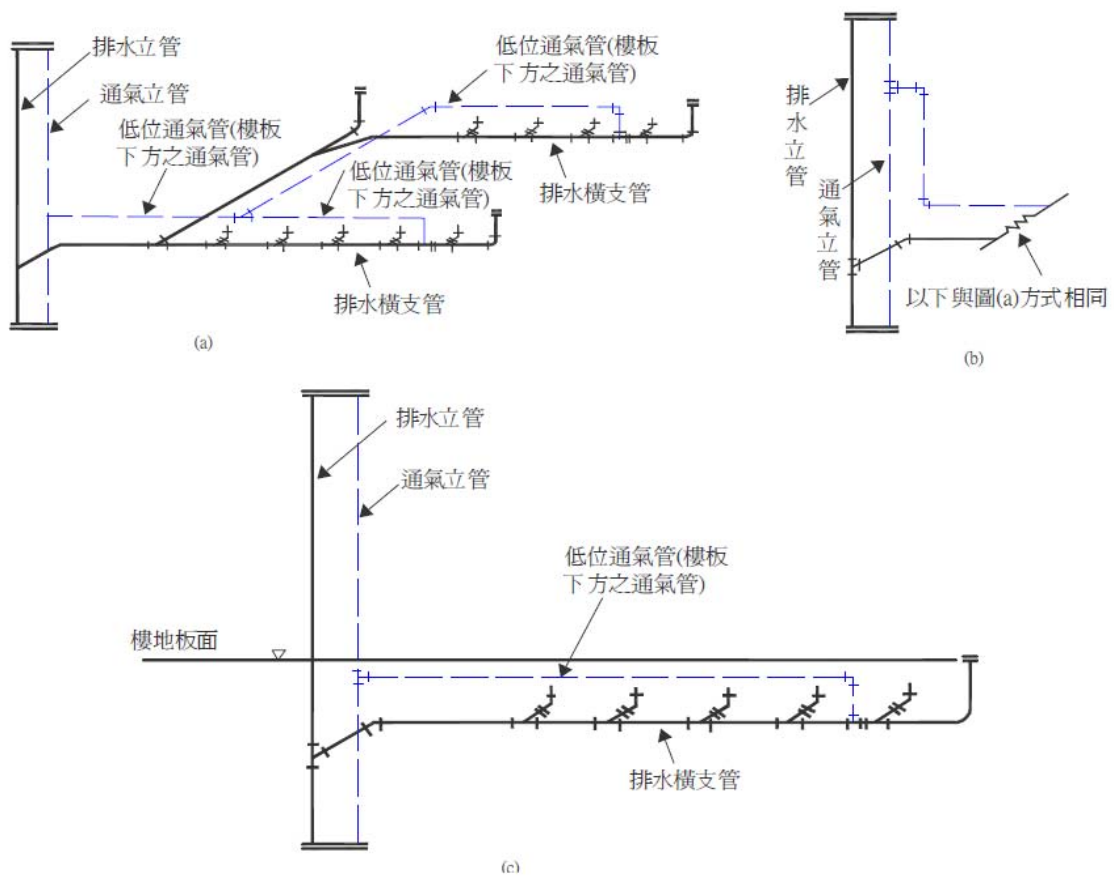 排水立管
通氣立管
低位通氣管(樓板
下方之通氣管)
低位通氣管(樓板
下方之通氣管)
低位通氣管(樓板
下方之通氣管)
排水橫支管
排水橫支管
(a)
排水立管
通氣立管
以下與圖(a)方式相同
(b)
排水立管
通氣立管
低位通氣管(樓板
下方之通氣管)
樓地板面
排水橫支管
(c)